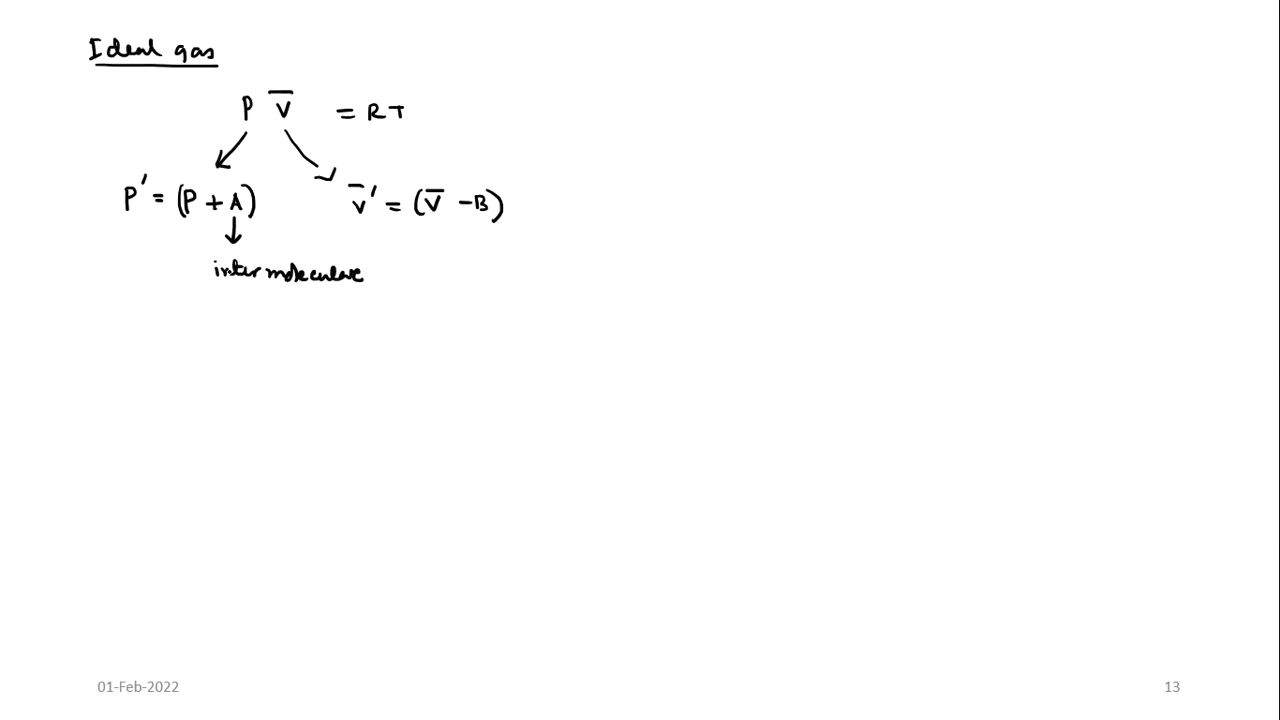 Ideal gas
P V̅ = RT
P' = (P + A)
V̅' = (V̅ - B)
intermolecular
01-Feb-2022
13